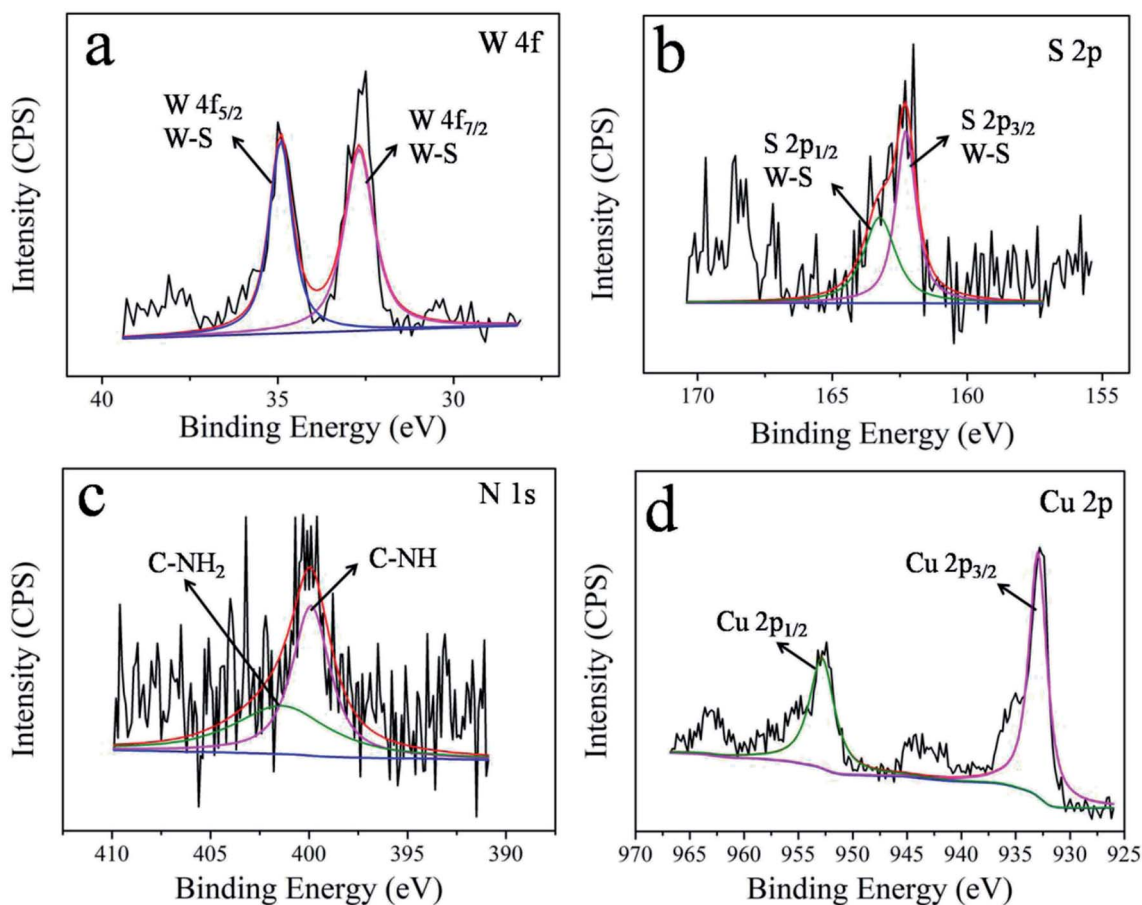 a
W 4f
W 4f5/2
W-S
W 4f7/2
W-S
Intensity (CPS)
40
35
30
Binding Energy (eV)
b
S 2p
S 2p1/2
W-S
S 2p3/2
W-S
Intensity (CPS)
170
165
160
155
Binding Energy (eV)
c
N 1s
C-NH2
C-NH
Intensity (CPS)
410
405
400
395
390
Binding Energy (eV)
d
Cu 2p
Cu 2p3/2
Cu 2p1/2
Intensity (CPS)
970 965 960 955 950 945 940 935 930 925
Binding Energy (eV)